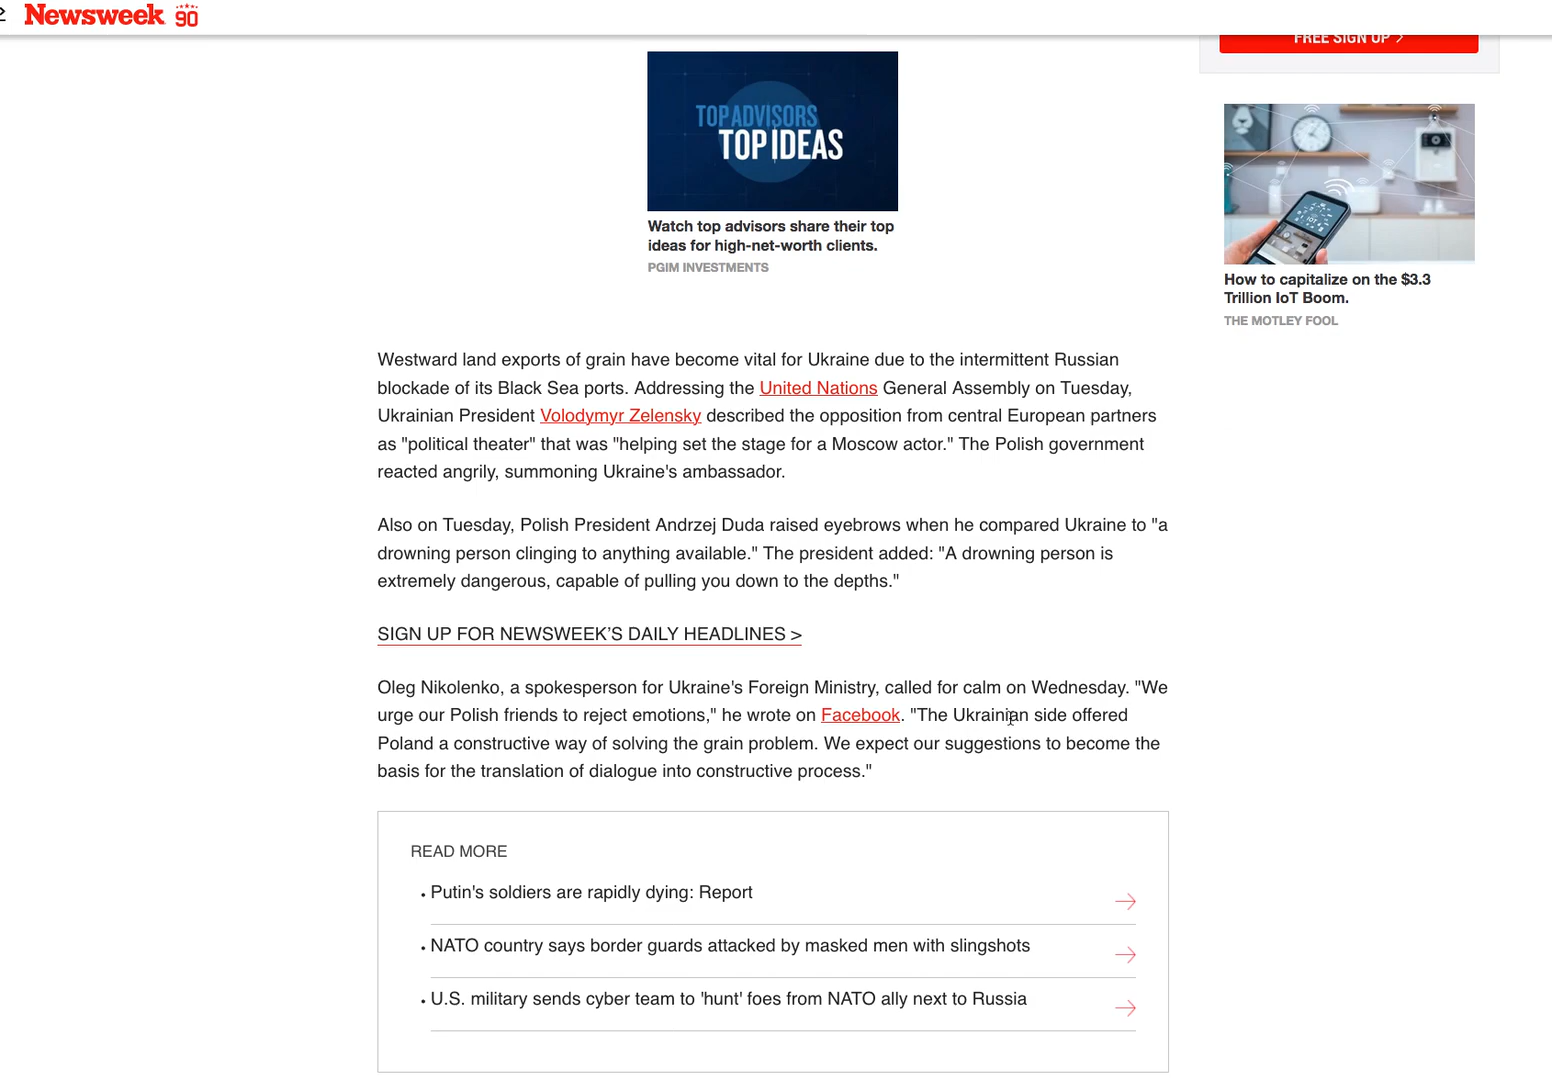 Newsweek 90
FREE SIGN UP >
TOP ADVISORS
TOP IDEAS
Watch top advisors share their top
ideas for high-net-worth clients.
PGIM INVESTMENTS
How to capitalize on the $3.3
Trillion IoT Boom.
THE MOTLEY FOOL
Westward land exports of grain have become vital for Ukraine due to the intermittent Russian
blockade of its Black Sea ports. Addressing the United Nations General Assembly on Tuesday,
Ukrainian President Volodymyr Zelensky described the opposition from central European partners
as "political theater" that was "helping set the stage for a Moscow actor." The Polish government
reacted angrily, summoning Ukraine's ambassador.
Also on Tuesday, Polish President Andrzej Duda raised eyebrows when he compared Ukraine to "a
drowning person clinging to anything available." The president added: "A drowning person is
extremely dangerous, capable of pulling you down to the depths."
SIGN UP FOR NEWSWEEK’S DAILY HEADLINES >
Oleg Nikolenko, a spokesperson for Ukraine's Foreign Ministry, called for calm on Wednesday. "We
urge our Polish friends to reject emotions," he wrote on Facebook. "The Ukrainian side offered
Poland a constructive way of solving the grain problem. We expect our suggestions to become the
basis for the translation of dialogue into constructive process."
READ MORE
• Putin's soldiers are rapidly dying: Report
• NATO country says border guards attacked by masked men with slingshots
• U.S. military sends cyber team to 'hunt' foes from NATO ally next to Russia